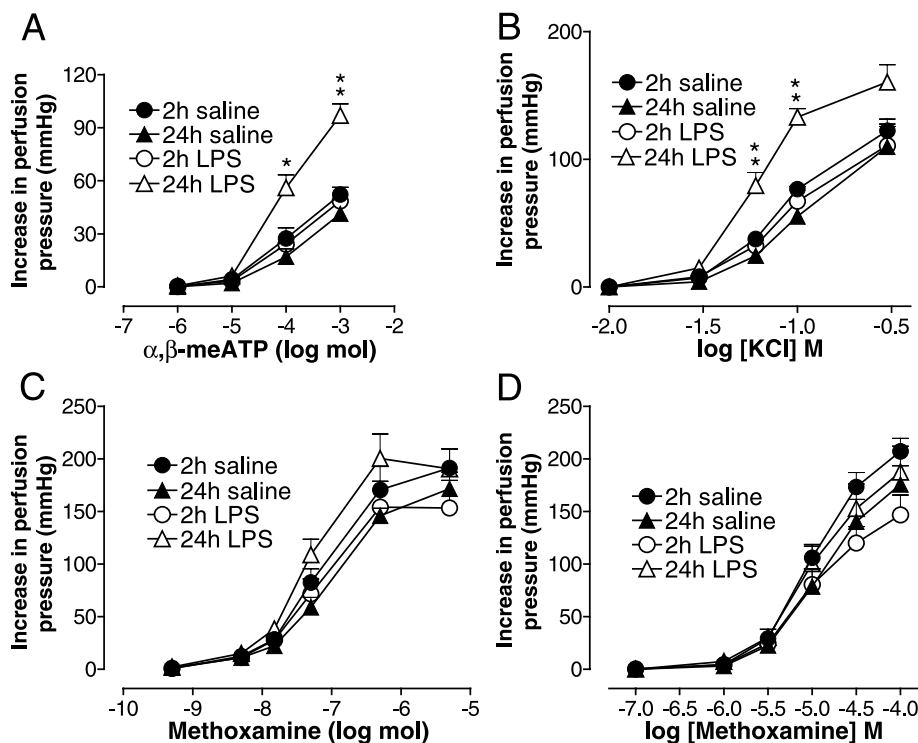 A
Increase in perfusion
pressure (mmHg)
120
90
60
30
0
2h saline
24h saline
2h LPS
24h LPS
*
*
*
-7 -6 -5 -4 -3 -2
α,β-meATP (log mol)
B
Increase in perfusion
pressure (mmHg)
200
100
0
2h saline
24h saline
2h LPS
24h LPS
*
*
*
*
-2.0 -1.5 -1.0 -0.5
log [KCl] M
C
Increase in perfusion
pressure (mmHg)
250
200
150
100
50
0
2h saline
24h saline
2h LPS
24h LPS
-10 -9 -8 -7 -6 -5
Methoxamine (log mol)
D
Increase in perfusion
pressure (mmHg)
250
200
150
100
50
0
2h saline
24h saline
2h LPS
24h LPS
-7.0 -6.0 -5.5 -5.0 -4.5 -4.0
log [Methoxamine] M